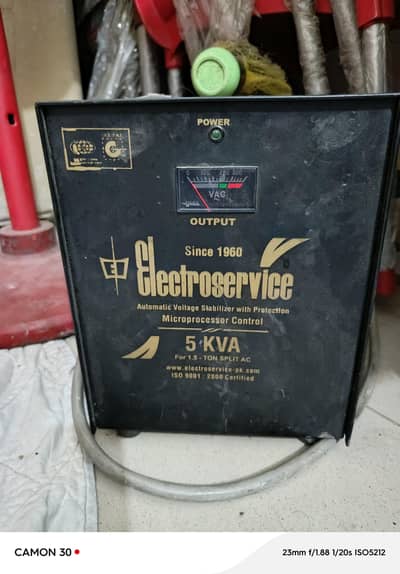 POWER
VAC
OUTPUT
Since 1960
Electroservice
Automatic Voltage Stabilizer with Protection
Microprocessor Control
5 KVA
For 1.5 - TON SPLIT AC
www.electroservice-pk.com
ISO 9001 : 2000 Certified
CAMON 30
23mm f/1.88 1/20s ISO5212